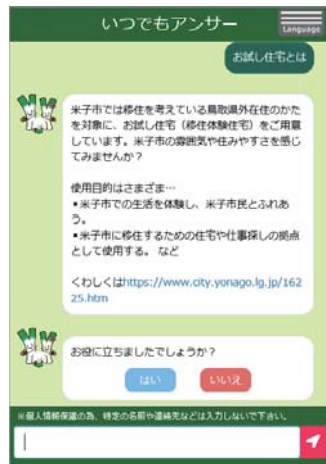 いつでもアンサー
Language
お試し住宅とは
米子市では移住を考えている鳥取県外在住のかた
を対象に、お試し住宅（移住体験住宅）をご用意
しています。米子市の雰囲気や住みやすさを感じ
てみませんか？
使用目的はさまざま…
▪米子市での生活を体験し、米子市民とふれあ
う。
▪米子市に移住するための住宅や仕事探しの拠点
として使用する。 など
くわしくはhttps://www.city.yonago.lg.jp/162
25.htm
お役に立ちましたでしょうか？
はい
いいえ
※個人情報保護の為、特定の名前や連絡先などは入力しないで下さい。